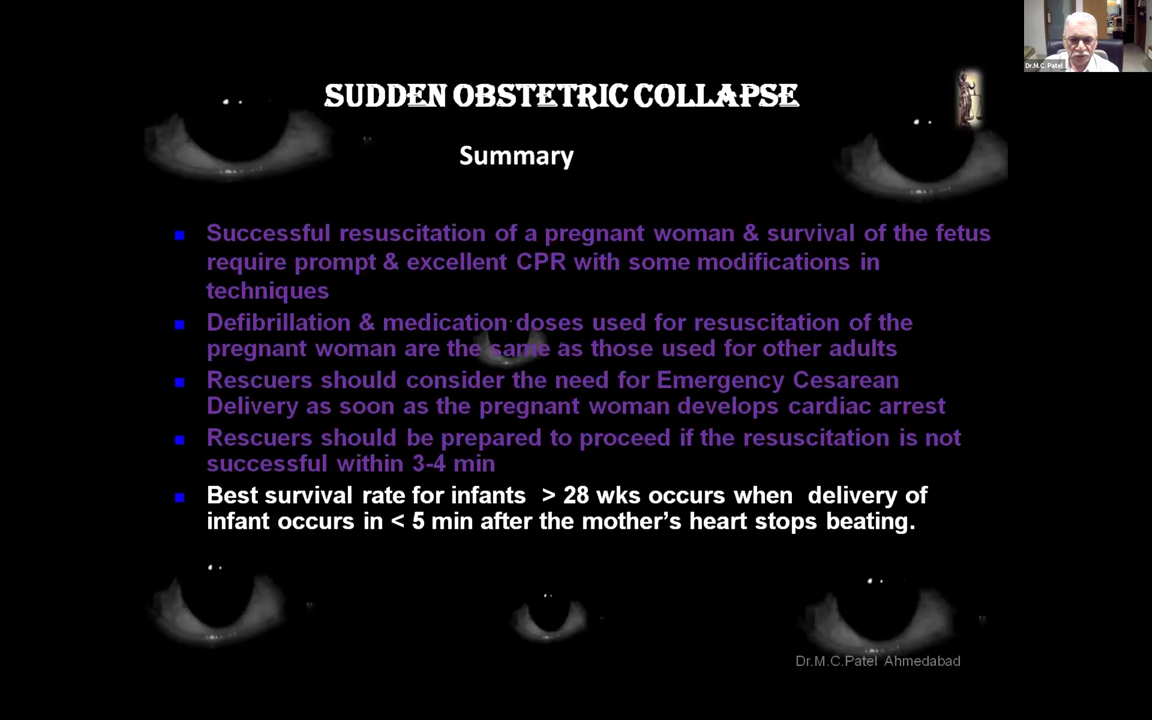 Dr.M.C. Patel
SUDDEN OBSTETRIC COLLAPSE
Summary
Successful resuscitation of a pregnant woman & survival of the fetus
require prompt & excellent CPR with some modifications in
techniques
Defibrillation & medication doses used for resuscitation of the
pregnant woman are the same as those used for other adults
Rescuers should consider the need for Emergency Cesarean
Delivery as soon as the pregnant woman develops cardiac arrest
Rescuers should be prepared to proceed if the resuscitation is not
successful within 3-4 min
Best survival rate for infants > 28 wks occurs when delivery of
infant occurs in < 5 min after the mother’s heart stops beating.
Dr.M.C.Patel Ahmedabad